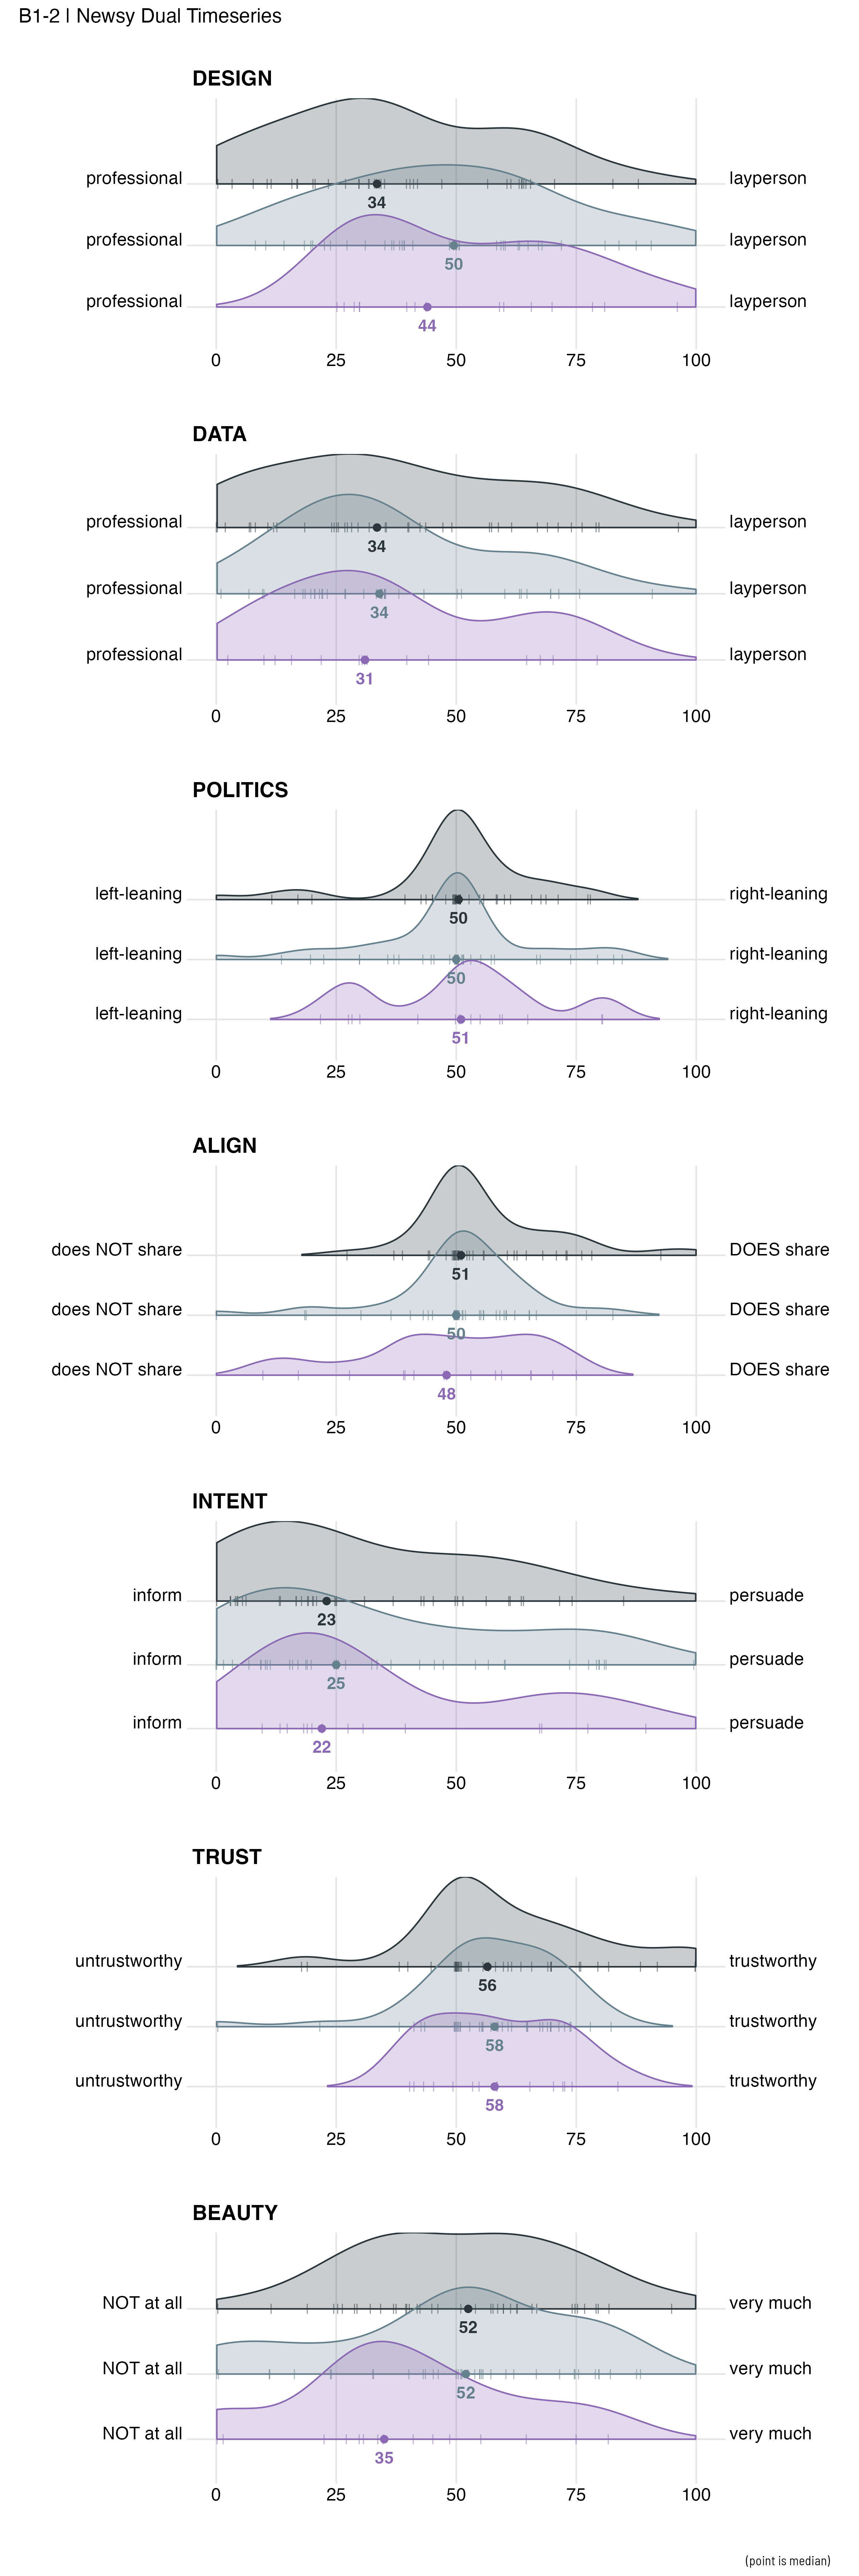 B1-2 | Newsy Dual Timeseries
DESIGN
professional layperson
34
professional layperson
50
professional layperson
44
0 25 50 75 100
DATA
professional layperson
34
professional layperson
34
professional layperson
31
0 25 50 75 100
POLITICS
left-leaning right-leaning
50
left-leaning right-leaning
50
left-leaning right-leaning
51
0 25 50 75 100
ALIGN
does NOT share DOES share
51
does NOT share DOES share
50
does NOT share DOES share
48
0 25 50 75 100
INTENT
inform persuade
23
inform persuade
25
inform persuade
22
0 25 50 75 100
TRUST
untrustworthy trustworthy
56
untrustworthy trustworthy
58
untrustworthy trustworthy
58
0 25 50 75 100
BEAUTY
NOT at all very much
52
NOT at all very much
52
NOT at all very much
35
0 25 50 75 100
(point is median)